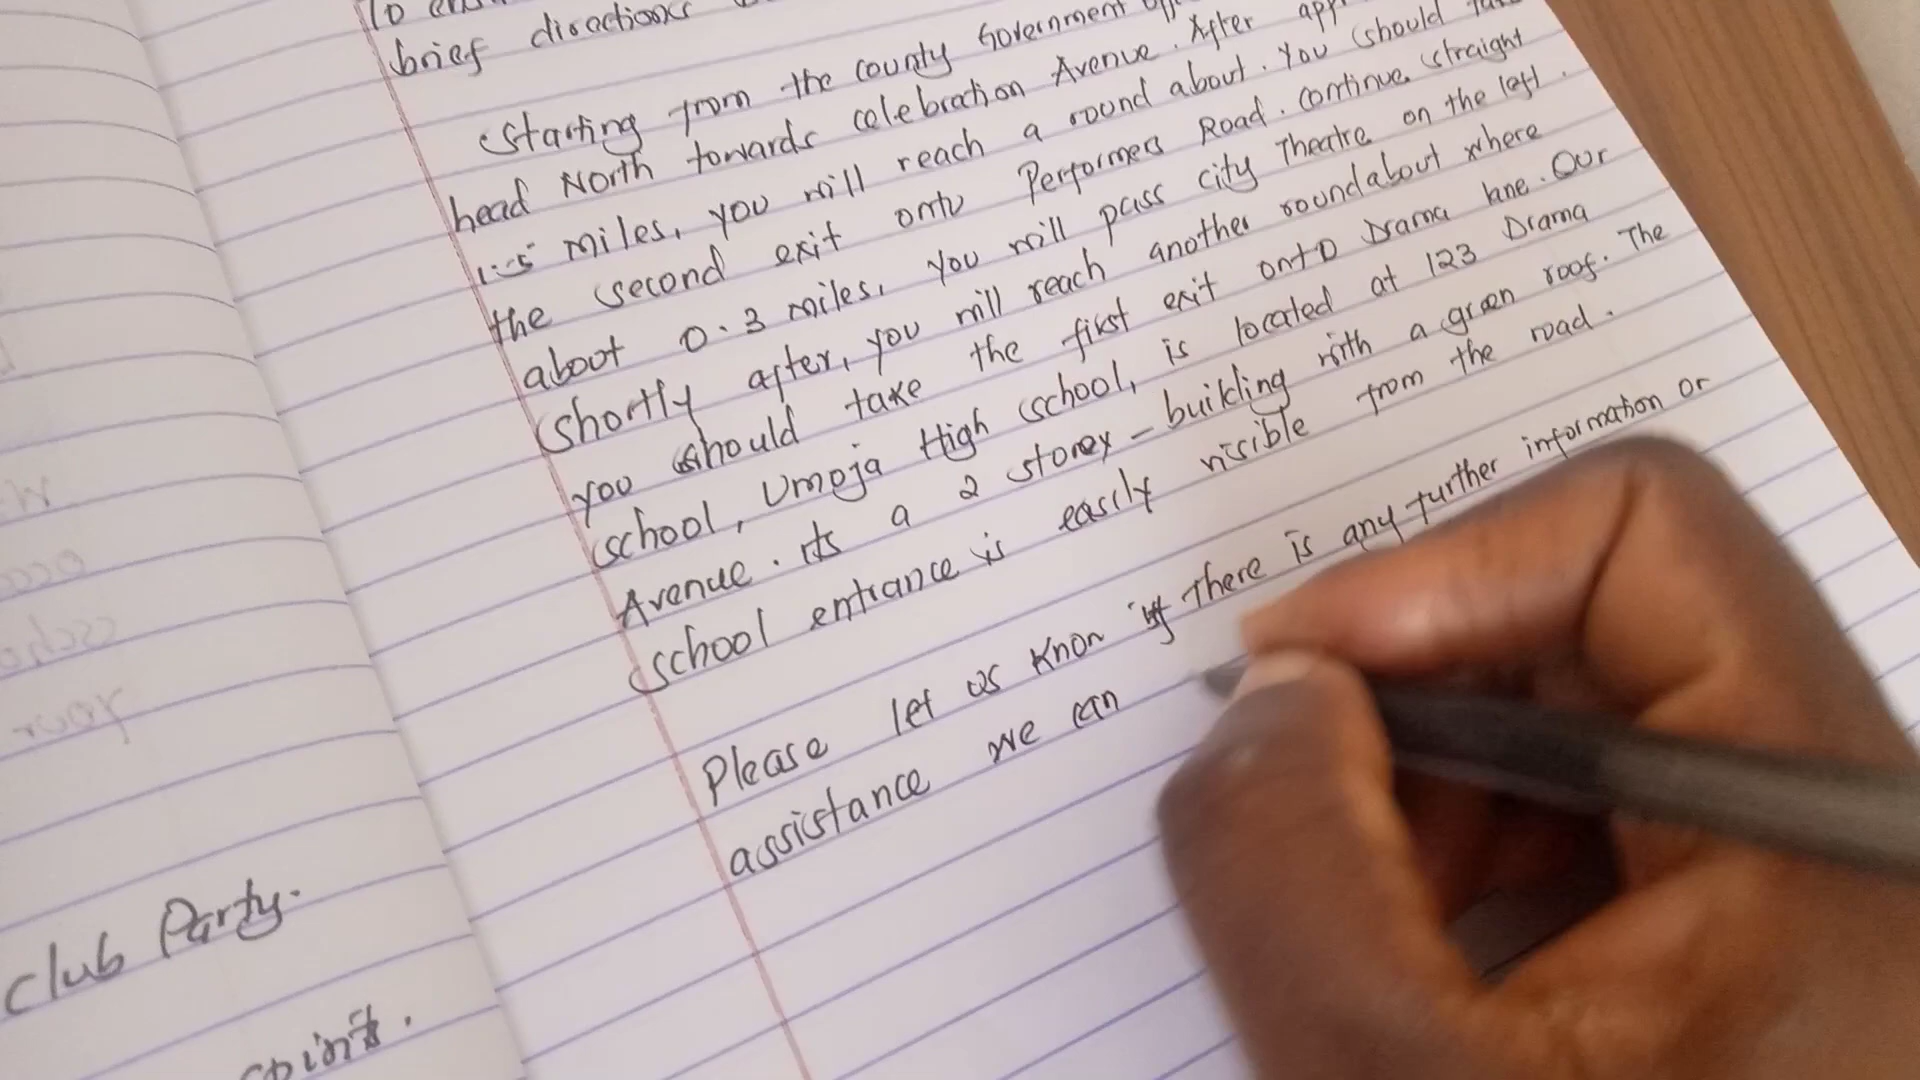 To
brief directions
Starting from the county Government
head North towards celebration Avenue. After
1.5 miles, you will reach a round about. You should
the second exit onto Performers Road. continue straight
about 0.3 miles, you will pass city Theatre on the left.
Shortly after, you will reach another roundabout where
you should take the first exit onto Drama lane. Our
school, Umoja High school, is located at 123 Drama
Avenue. its a 2 storey-building with a green roof. The
school entrance is easily visible from the road.
Please let us know if there is any further information or
assistance we can
club Party.
spirit.